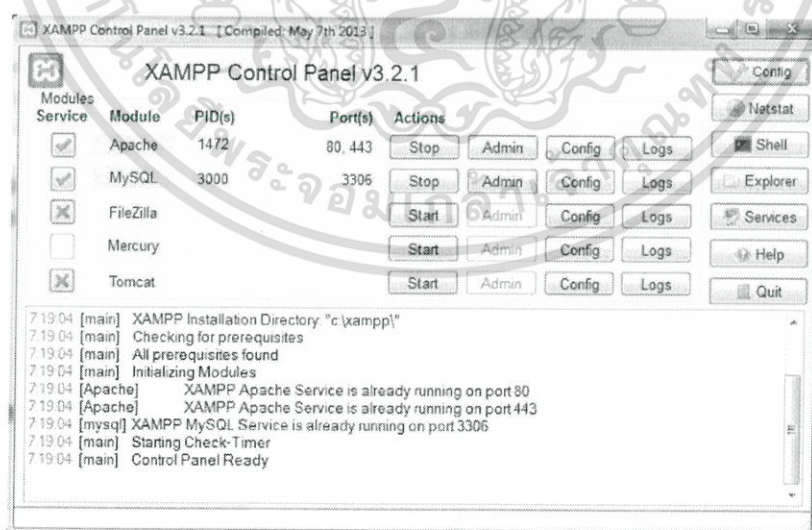 XAMPP Control Panel v3.2.1 [ Compiled: May 7th 2013 ]
XAMPP Control Panel v3.2.1
Config
Modules
Service Module PID(s) Port(s) Actions
Netstat
Apache 1472 80, 443 Stop Admin Config Logs
Shell
MySQL 3000 3306 Stop Admin Config Logs
Explorer
FileZilla Start Admin Config Logs
Services
Mercury Start Admin Config Logs
Help
Tomcat Start Admin Config Logs
Quit
7:19:04 [main] XAMPP Installation Directory: "c:\xampp\"
7:19:04 [main] Checking for prerequisites
7:19:04 [main] All prerequisites found
7:19:04 [main] Initializing Modules
7:19:04 [Apache] XAMPP Apache Service is already running on port 80
7:19:04 [Apache] XAMPP Apache Service is already running on port 443
7:19:04 [mysql] XAMPP MySQL Service is already running on port 3306
7:19:04 [main] Starting Check-Timer
7:19:04 [main] Control Panel Ready